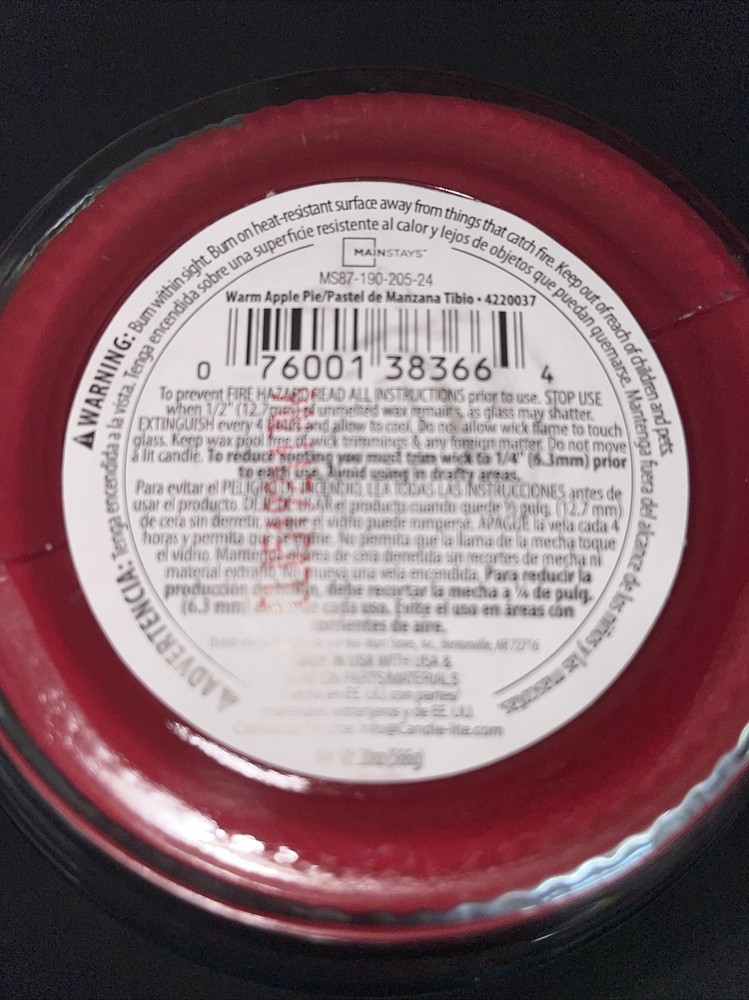 WARNING: Burn within sight. Burn on heat-resistant surface away from things that catch fire. Keep out of reach of children and pets.
ADVERTENCIA: Tenga encendida a la vista. Tenga encendida sobre una superficie resistente al calor y lejos de objetos que puedan quemarse. Mantenga fuera del alcance de los niños y las mascotas.
MAINSTAYS™
MS87-190-205-24
Warm Apple Pie/Pastel de Manzana Tibio • 4220037
0 76001 38366 4
To prevent FIRE HAZARD READ ALL INSTRUCTIONS prior to use. STOP USE
when 1/2" (12.7mm) of unmelted wax remains, as glass may shatter.
EXTINGUISH every 4 hours and allow to cool. Do not allow wick flame to touch
glass. Keep wax pool free of wick trimmings & any foreign matter. Do not move
a lit candle. To reduce sooting you must trim wick to 1/4" (6.3mm) prior
to each use. Avoid using in drafty areas.
Para evitar el PELIGRO DE INCENDIO, LEA TODAS LAS INSTRUCCIONES antes de
usar el producto. DEJE DE USAR el producto cuando quede ½ pulg. (12.7 mm)
de cera sin derretir, ya que el vidrio puede romperse. APAGUE la vela cada 4
horas y permita que se enfríe. No permita que la llama de la mecha toque
el vidrio. Mantenga el área de cera derretida sin recortes de mecha ni
material extraño. No mueva una vela encendida. Para reducir la
producción de hollín, debe recortar la mecha a ¼ de pulg.
(6.3 mm) antes de cada uso. Evite el uso en áreas con
corrientes de aire.
Inc., Bentonville, AR 72716
MADE IN USA WITH USA &
PARTS/MATERIALS
Hecho en EE. UU. con partes/
materiales extranjeros y de EE. UU.
info@Candle-lite.com
20oz (566g)